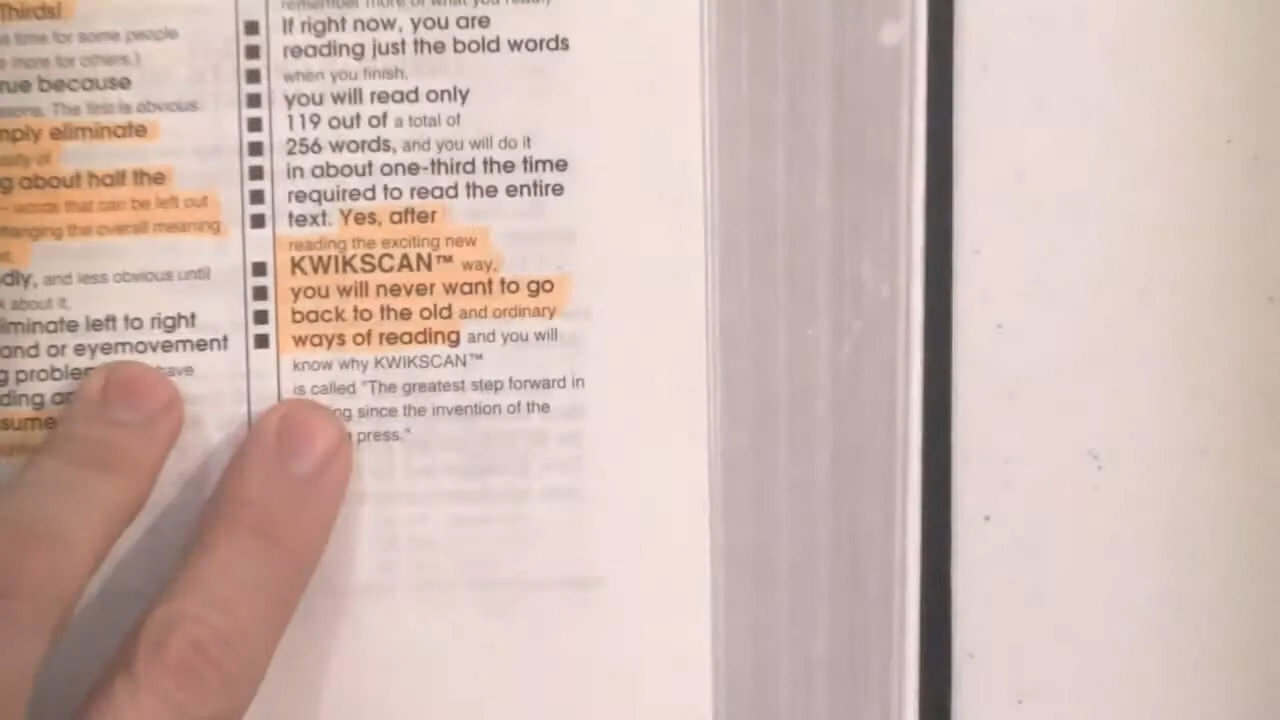 Thirds!
time for some people
more for others.)
because
The first is obvious.
eliminate
about half the
words that can be left out
the overall meaning
and less obvious until
about it,
left to right
and or eyemovement
remember more of what you read,
If right now, you are
reading just the bold words
when you finish,
you will read only
119 out of a total of
256 words, and you will do it
in about one-third the time
required to read the entire
text. Yes, after
reading the exciting new
KWIKSCAN™ way,
you will never want to go
back to the old and ordinary
ways of reading and you will
know why KWIKSCAN™
is called "The greatest step forward in
since the invention of the
press."